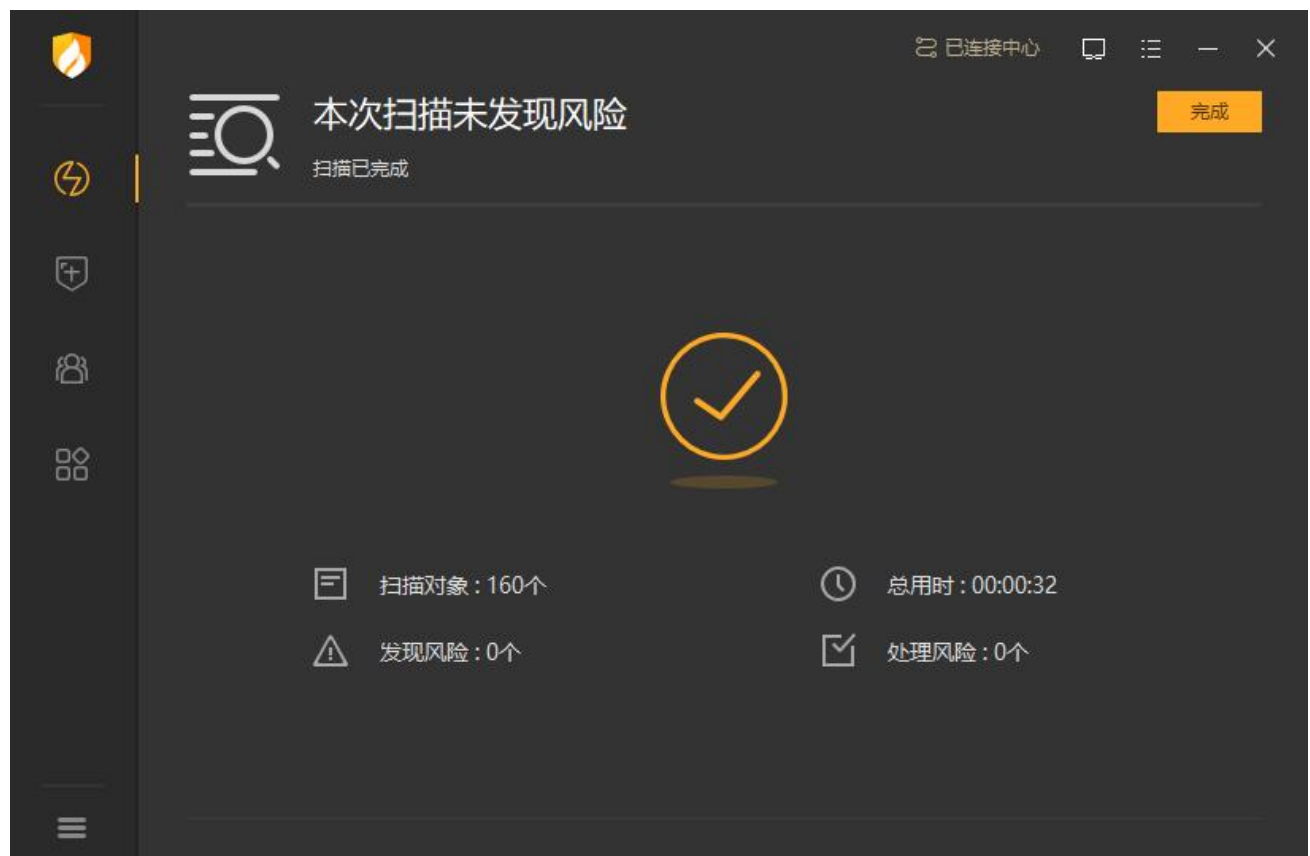 已连接中心
本次扫描未发现风险
完成
扫描已完成
扫描对象 : 160个
总用时 : 00:00:32
发现风险 : 0个
处理风险 : 0个